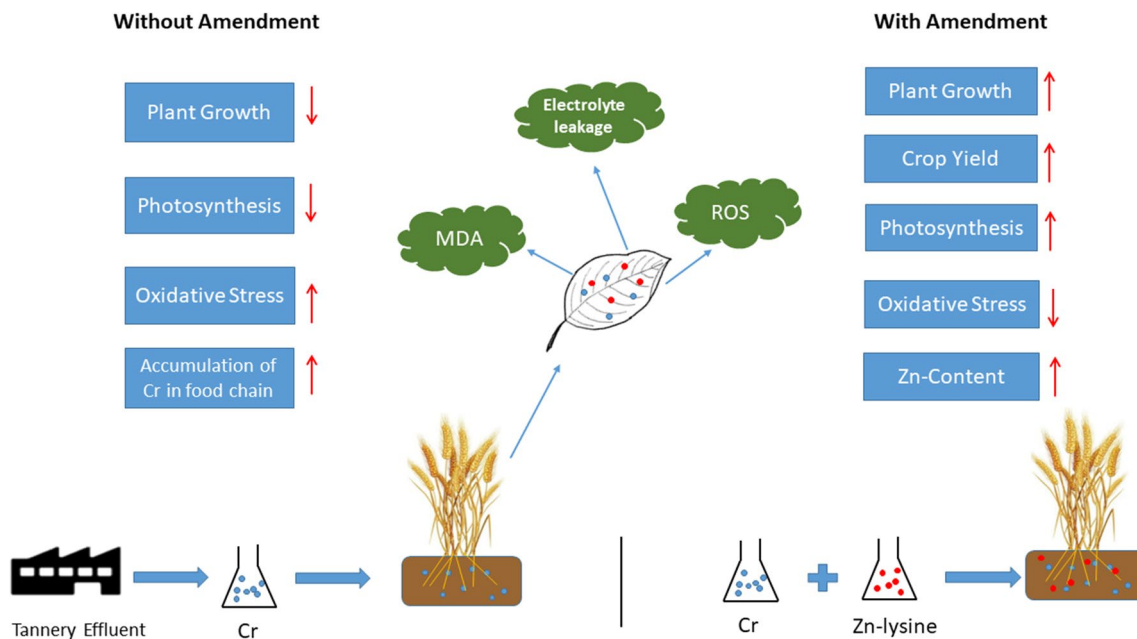 Without Amendment
With Amendment
Plant Growth
Photosynthesis
Oxidative Stress
Accumulation of
Cr in food chain
Electrolyte
leakage
MDA
ROS
Plant Growth
Crop Yield
Photosynthesis
Oxidative Stress
Zn-Content
Tannery Effluent
Cr
Cr
Zn-lysine